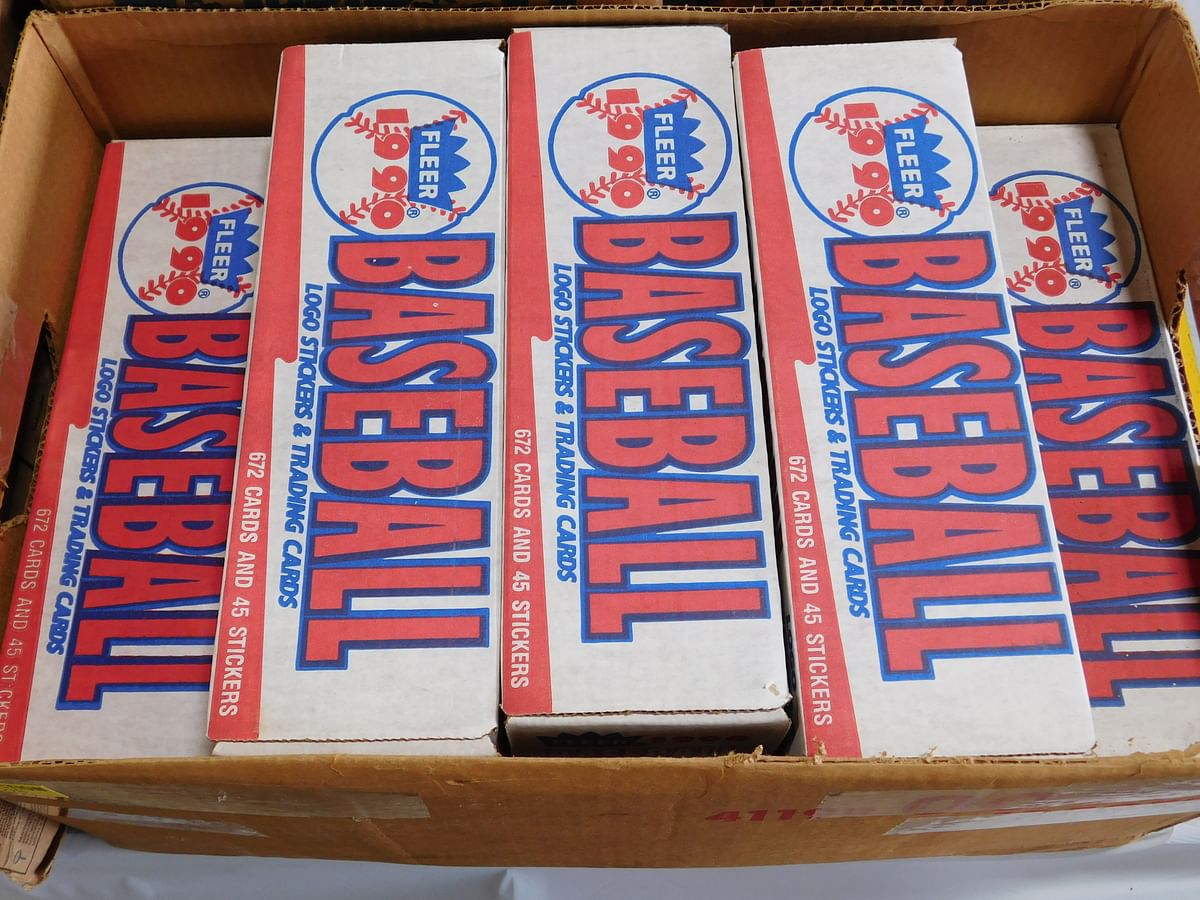 1990
FLEER®
BASEBALL
LOGO STICKERS & TRADING CARDS
672 CARDS AND 45 STICKERS
1990
FLEER®
BASEBALL
LOGO STICKERS & TRADING CARDS
672 CARDS AND 45 STICKERS
1990
FLEER®
BASEBALL
LOGO STICKERS & TRADING CARDS
672 CARDS AND 45 STICKERS
1990
FLEER®
BASEBALL
LOGO STICKERS & TRADING CARDS
672 CARDS AND 45 STICKERS
1990
FLEER
BASEBALL